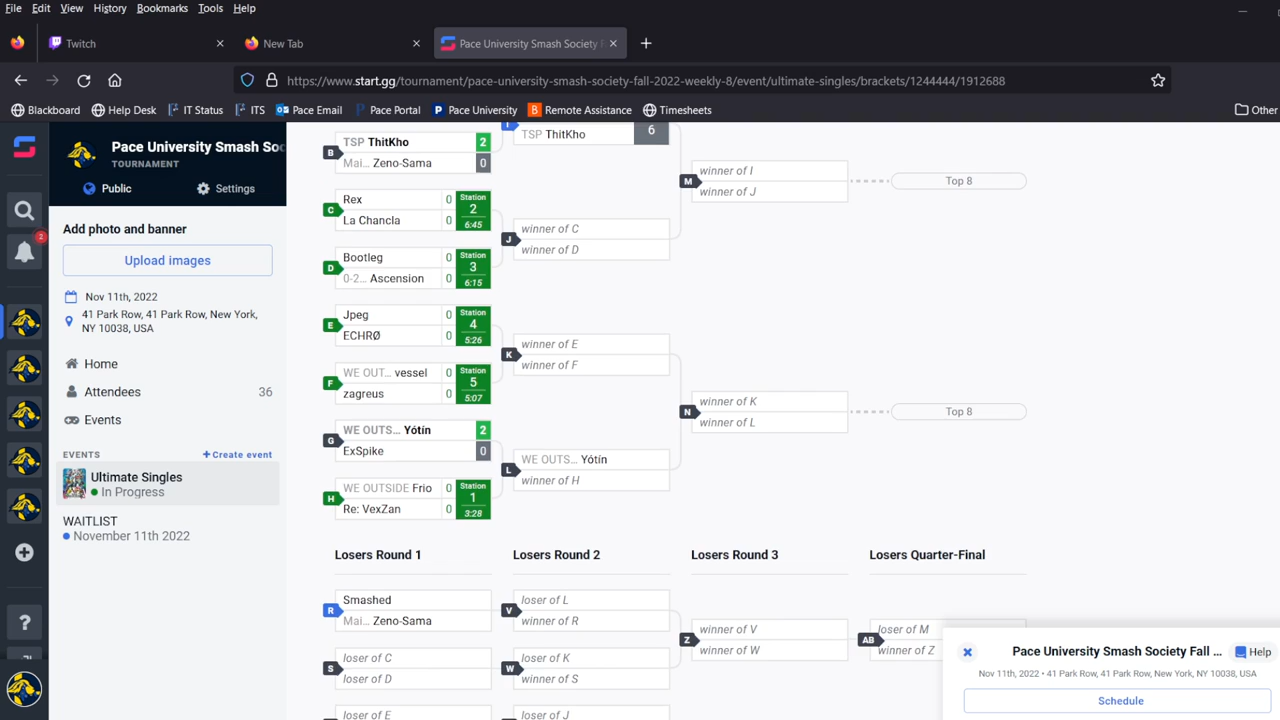 File Edit View History Bookmarks Tools Help
Twitch
New Tab
Pace University Smash Society F
https://www.start.gg/tournament/pace-university-smash-society-fall-2022-weekly-8/event/ultimate-singles/brackets/1244444/1912688
Blackboard Help Desk IT Status ITS Pace Email Pace Portal Pace University Remote Assistance Timesheets Other
Pace University Smash Soc
TOURNAMENT
Public Settings
2
Add photo and banner
Upload images
Nov 11th, 2022
41 Park Row, 41 Park Row, New York,
NY 10038, USA
Home
Attendees 36
Events
EVENTS +Create event
Ultimate Singles
In Progress
WAITLIST
November 11th 2022
?
B
TSP ThitKho 2
Mai... Zeno-Sama 0
TSP ThitKho 6
C
Rex 0
La Chancla 0
Station
2
6:45
D
Bootleg 0
0-2... Ascension 0
Station
3
6:15
J
winner of C
winner of D
M
winner of I
winner of J
Top 8
E
Jpeg 0
ECHRØ 0
Station
4
5:26
F
WE OUT... vessel 0
zagreus 0
Station
5
5:07
K
winner of E
winner of F
G
WE OUTS... Yótín 2
ExSpike 0
H
WE OUTSIDE Frio 0
Re: VexZan 0
Station
1
3:28
L
WE OUTS... Yótín
winner of H
N
winner of K
winner of L
Top 8
Losers Round 1 Losers Round 2 Losers Round 3 Losers Quarter-Final
R
Smashed
Mai... Zeno-Sama
V
loser of L
winner of R
S
loser of C
loser of D
W
loser of K
winner of S
Z
winner of V
winner of W
AB
loser of M
winner of Z
loser of E
loser of J
Pace University Smash Society Fall ... Help
Nov 11th, 2022 • 41 Park Row, 41 Park Row, New York, NY 10038, USA
Schedule